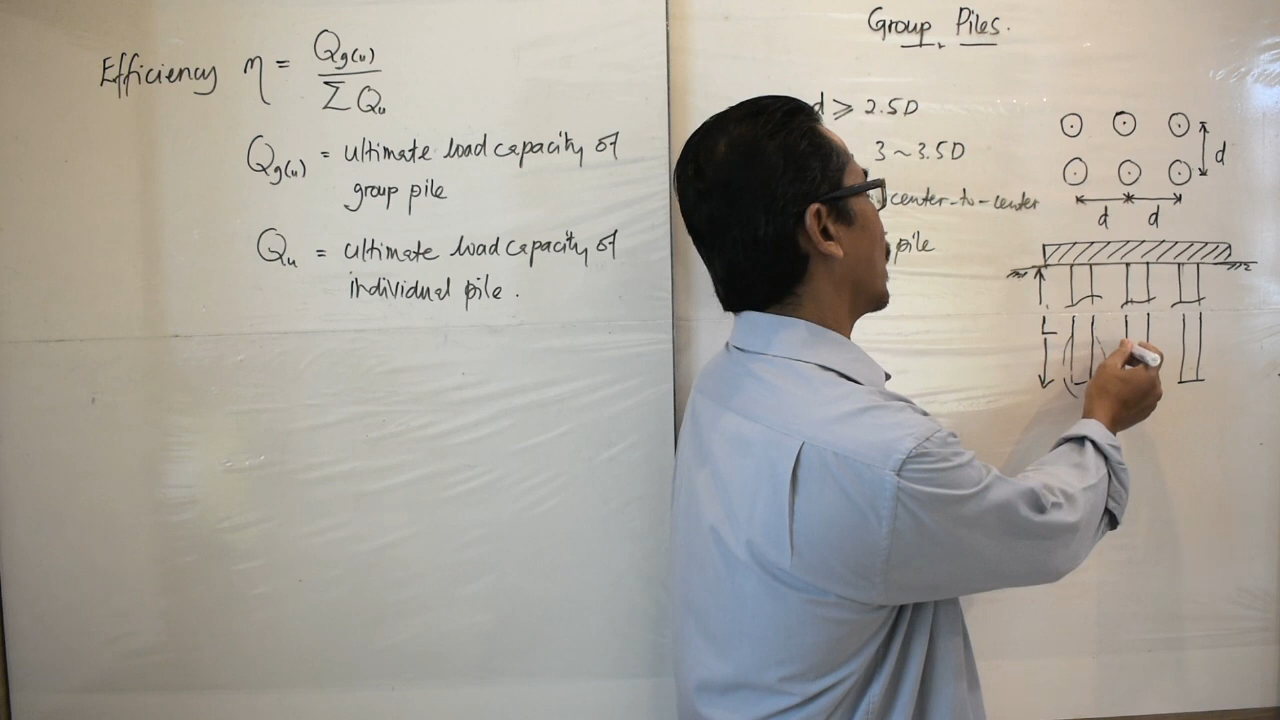 Efficiency η = Qg(u) / Σ Qu
Qg(u) = ultimate load capacity of
group pile
Qu = ultimate load capacity of
individual pile.
Group Piles.
d ≥ 2.5D
3 ~ 3.5D
center-to-center
pile
d
d d
L